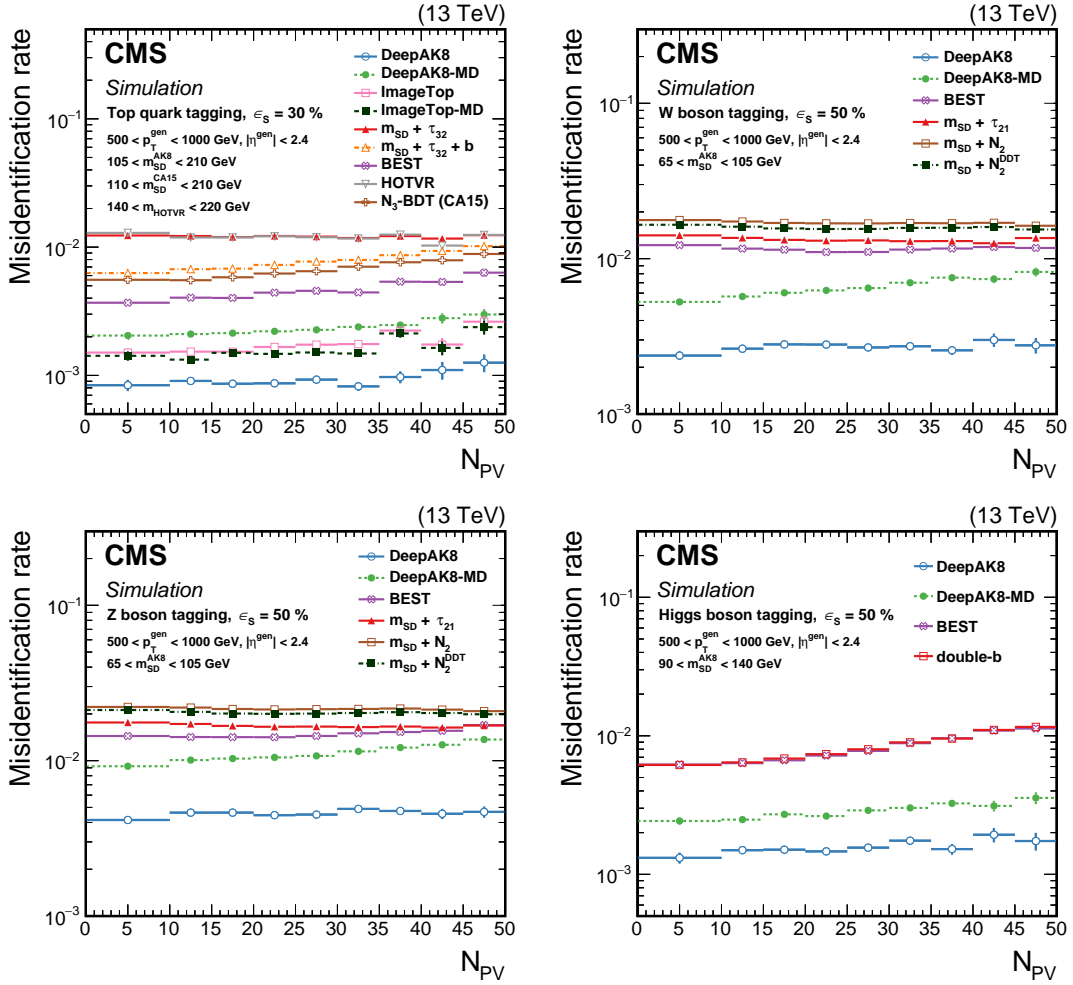 (13 TeV)
CMS
Simulation
Top quark tagging, ε_S = 30 %
500 < p_T^gen < 1000 GeV, |η^gen| < 2.4
105 < m_SD^AK8 < 210 GeV
110 < m_SD^CA15 < 210 GeV
140 < m_HOTVR < 220 GeV
DeepAK8
DeepAK8-MD
ImageTop
ImageTop-MD
m_SD + τ_32
m_SD + τ_32 + b
BEST
HOTVR
N_3-BDT (CA15)
Misidentification rate
10^−1
10^−2
10^−3
0 5 10 15 20 25 30 35 40 45 50
N_PV
(13 TeV)
CMS
Simulation
W boson tagging, ε_S = 50 %
500 < p_T^gen < 1000 GeV, |η^gen| < 2.4
65 < m_SD^AK8 < 105 GeV
DeepAK8
DeepAK8-MD
BEST
m_SD + τ_21
m_SD + N_2
m_SD + N_2^DDT
Misidentification rate
10^−1
10^−2
10^−3
0 5 10 15 20 25 30 35 40 45 50
N_PV
(13 TeV)
CMS
Simulation
Z boson tagging, ε_S = 50 %
500 < p_T^gen < 1000 GeV, |η^gen| < 2.4
65 < m_SD^AK8 < 105 GeV
DeepAK8
DeepAK8-MD
BEST
m_SD + τ_21
m_SD + N_2
m_SD + N_2^DDT
Misidentification rate
10^−1
10^−2
10^−3
0 5 10 15 20 25 30 35 40 45 50
N_PV
(13 TeV)
CMS
Simulation
Higgs boson tagging, ε_S = 50 %
500 < p_T^gen < 1000 GeV, |η^gen| < 2.4
90 < m_SD^AK8 < 140 GeV
DeepAK8
DeepAK8-MD
BEST
double-b
Misidentification rate
10^−1
10^−2
10^−3
0 5 10 15 20 25 30 35 40 45 50
N_PV